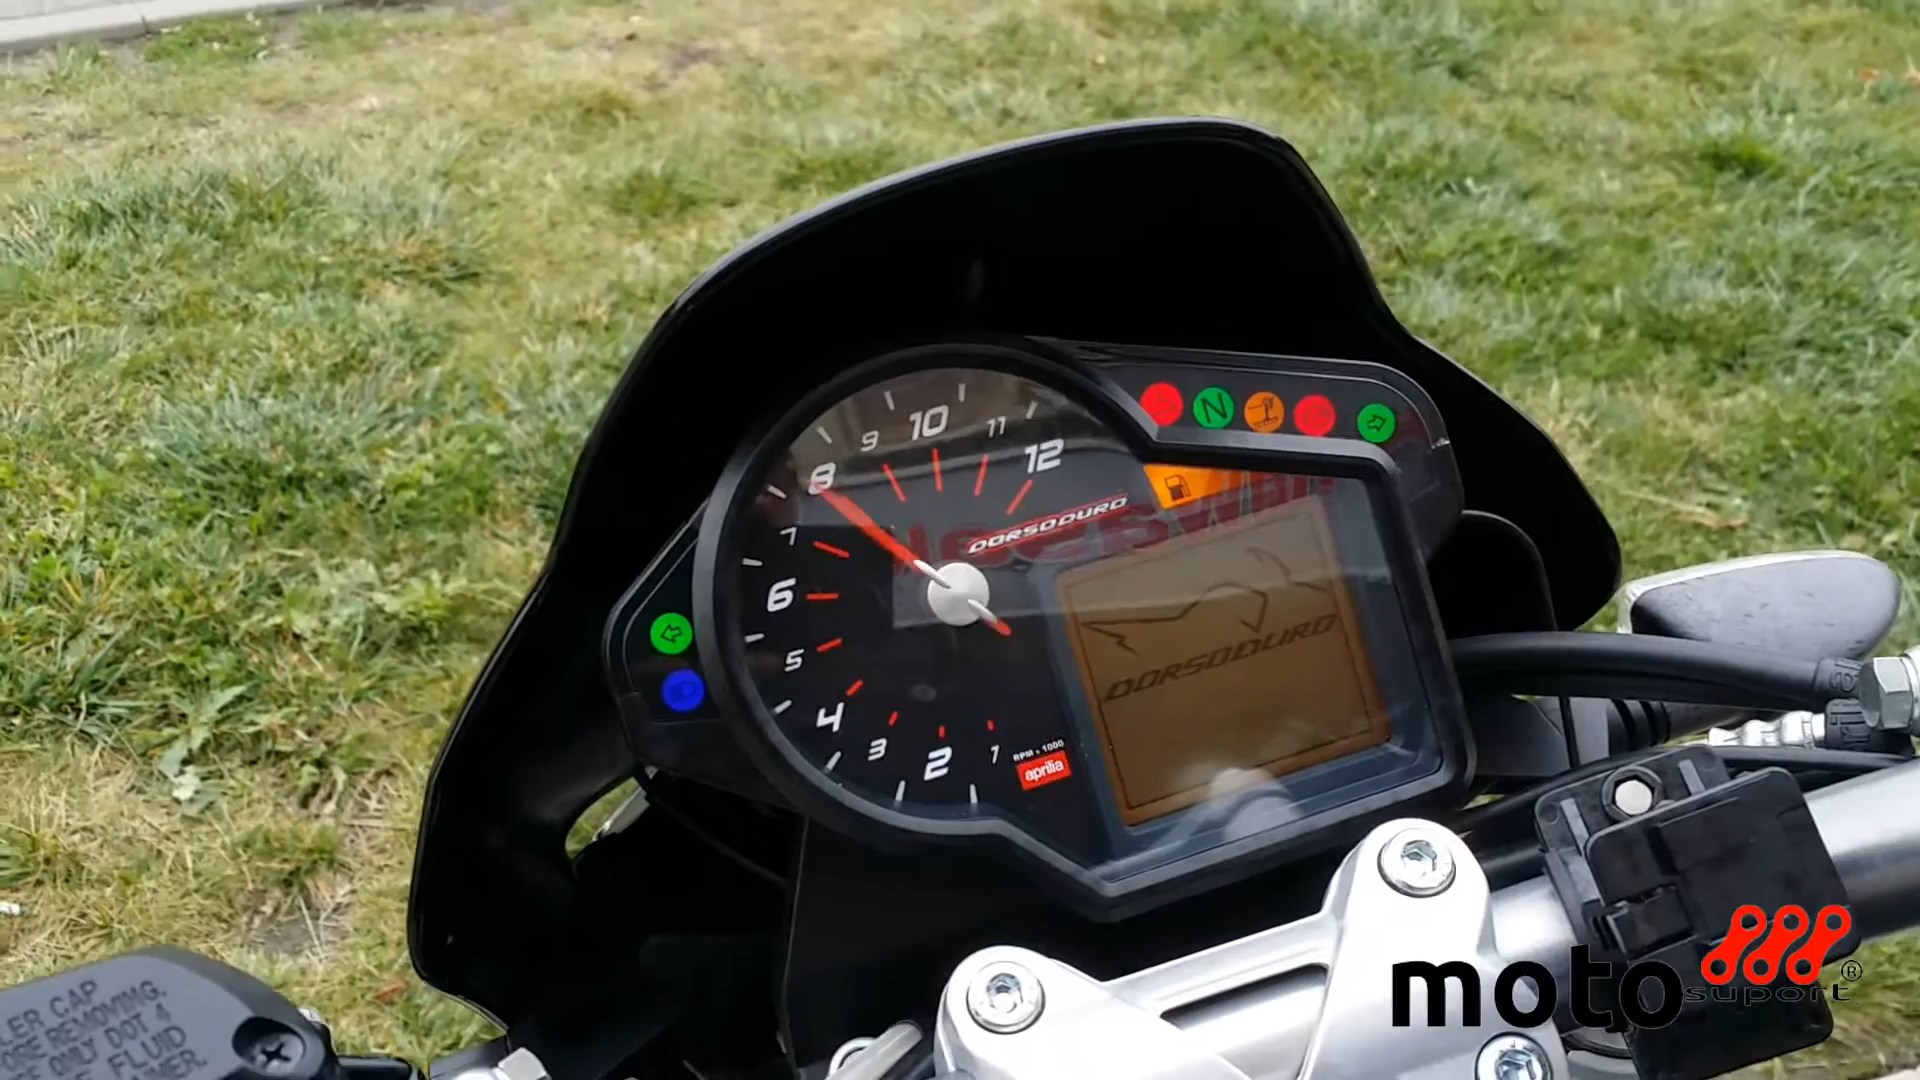 10
11
12
9
8
7
6
5
4
3
2
1
N
DORSODURO
DORSODURO
RPM x 1000
aprilia
LER CAP
ORE REMOVING.
ONLY DOT 4
FLUID
moto
suport®